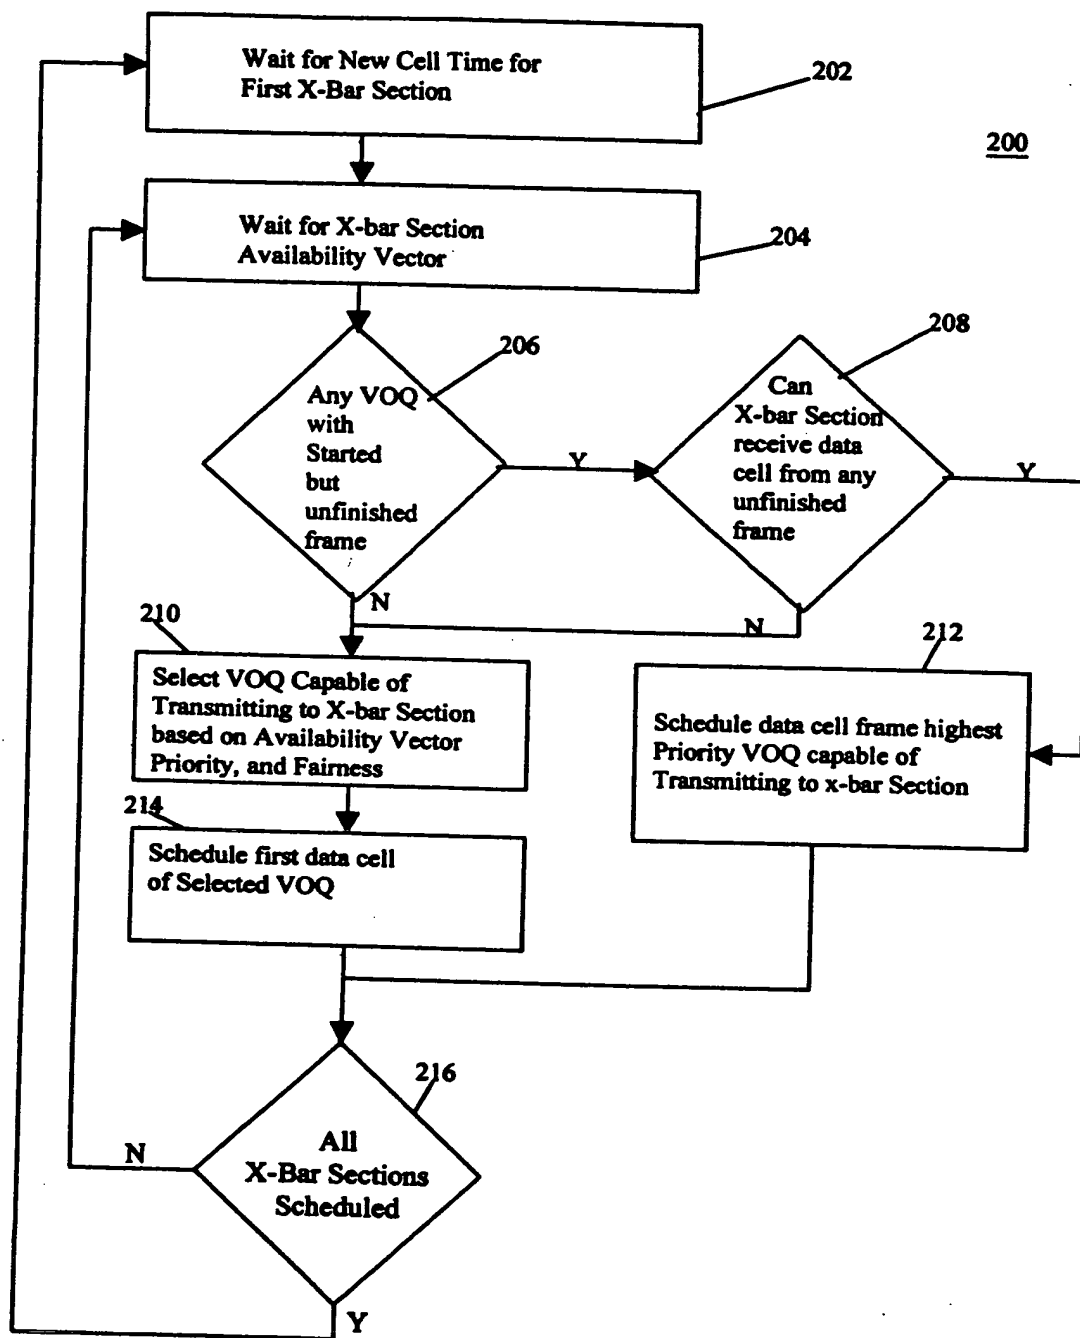 Wait for New Cell Time for
First X-Bar Section
202
200
Wait for X-bar Section
Availability Vector
204
206
Any VOQ
with
Started
but
unfinished
frame
Y
N
208
Can
X-bar Section
receive data
cell from any
unfinished
frame
Y
N
210
Select VOQ Capable of
Transmitting to X-bar Section
based on Availability Vector
Priority, and Fairness
212
Schedule data cell frame highest
Priority VOQ capable of
Transmitting to x-bar Section
214
Schedule first data cell
of Selected VOQ
216
All
X-Bar Sections
Scheduled
N
Y